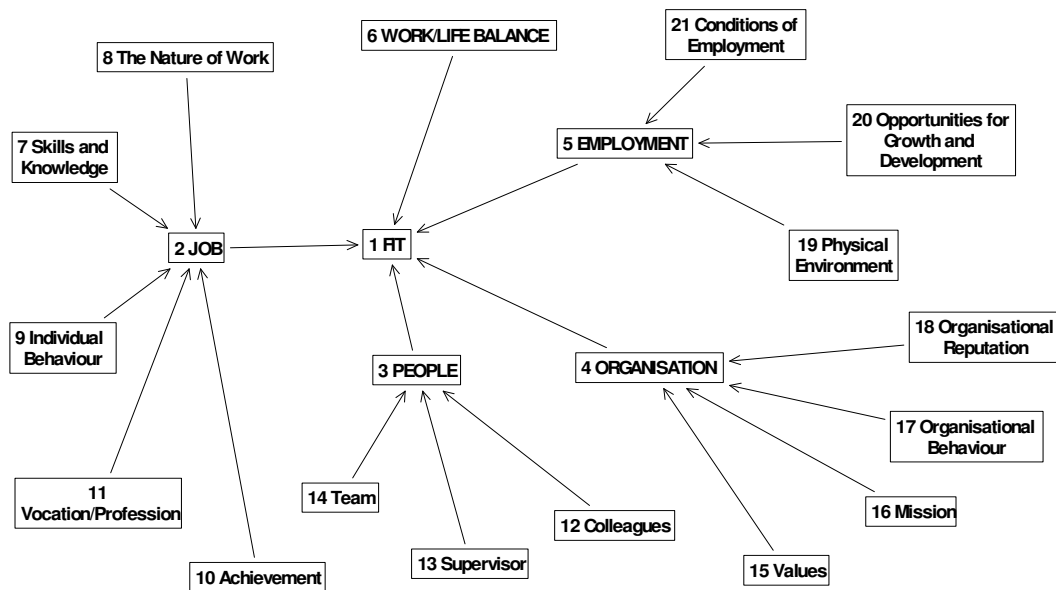 21 Conditions of
Employment
6 WORK/LIFE BALANCE
8 The Nature of Work
20 Opportunities for
Growth and
Development
5 EMPLOYMENT
7 Skills and
Knowledge
2 JOB
1 FIT
19 Physical
Environment
9 Individual
Behaviour
18 Organisational
Reputation
3 PEOPLE
4 ORGANISATION
17 Organisational
Behaviour
11
Vocation/Profession
14 Team
12 Colleagues
16 Mission
13 Supervisor
15 Values
10 Achievement